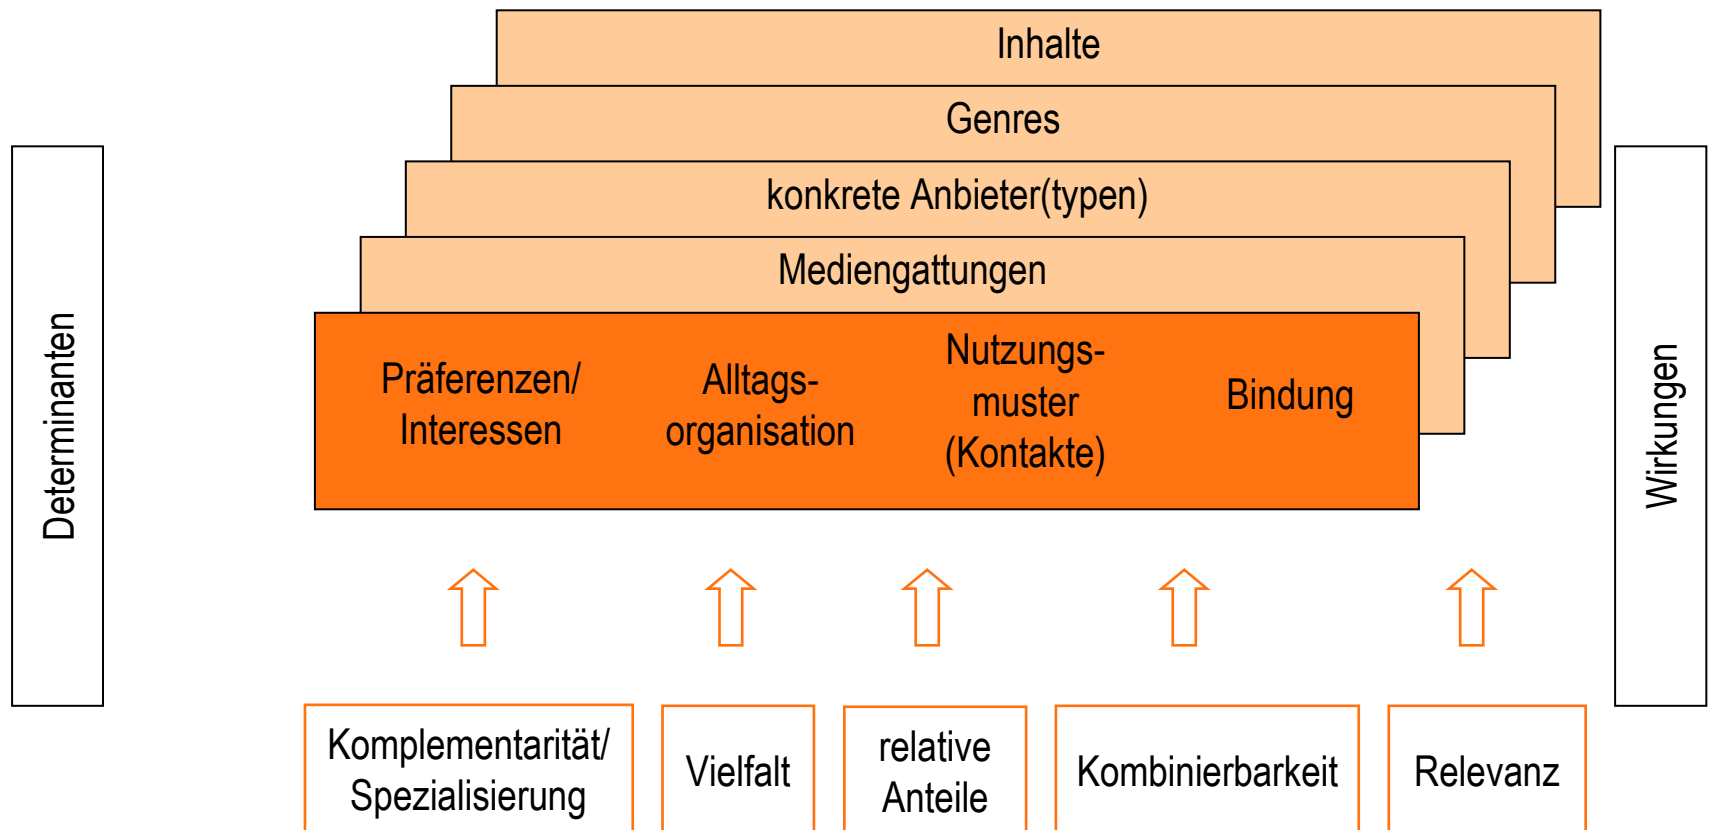 Inhalte
Genres
konkrete Anbieter(typen)
Mediengattungen
Determinanten
Präferenzen/
Interessen
Alltags-
organisation
Nutzungs-
muster
(Kontakte)
Bindung
Wirkungen
Komplementarität/
Spezialisierung
Vielfalt
relative
Anteile
Kombinierbarkeit
Relevanz